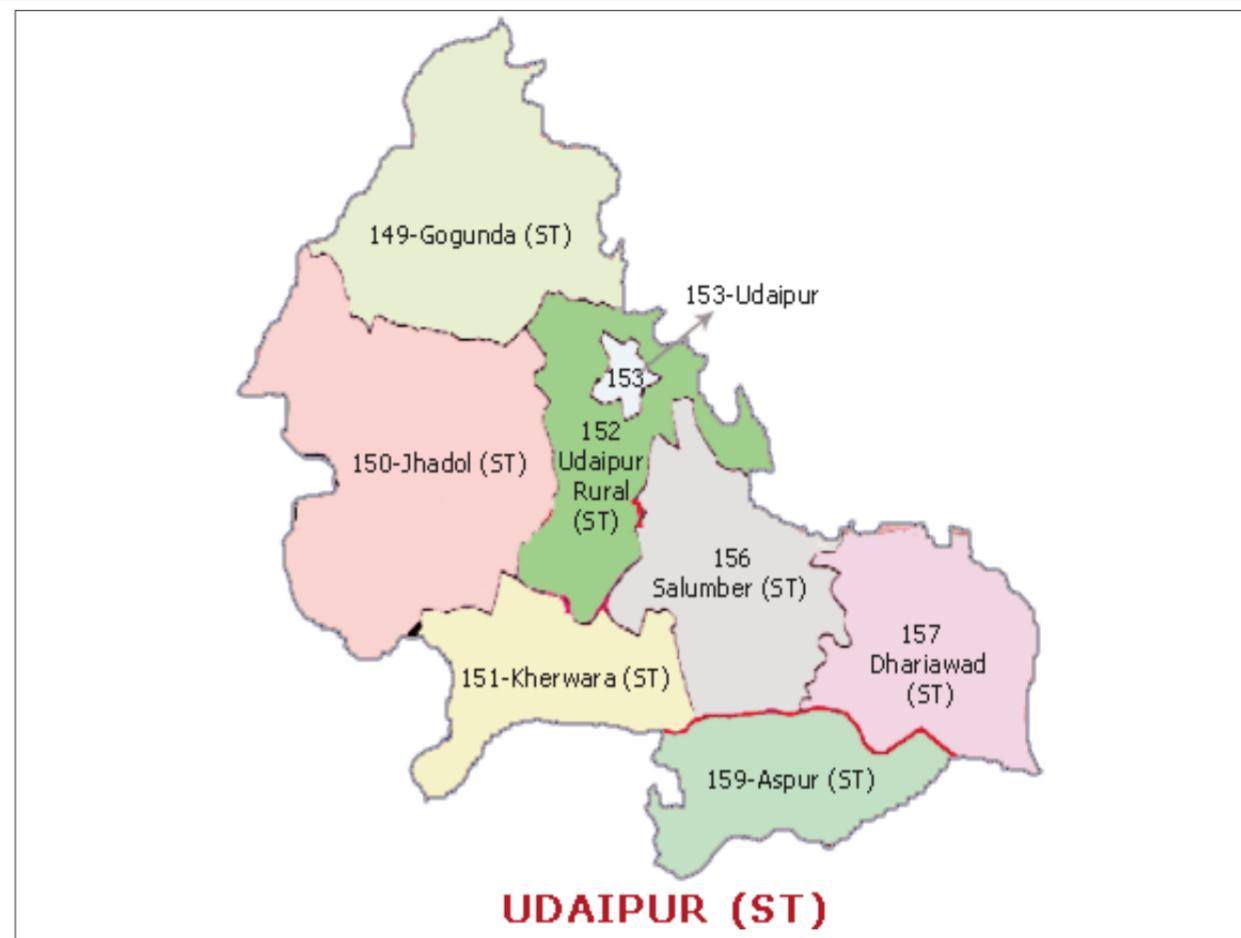 149-Gogunda (ST)
153-Udaipur
153
152
Udaipur
Rural
(ST)
150-Jhadol (ST)
156
Salumber (ST)
157
Dhariawad
(ST)
151-Kherwara (ST)
159-Aspur (ST)
UDAIPUR (ST)